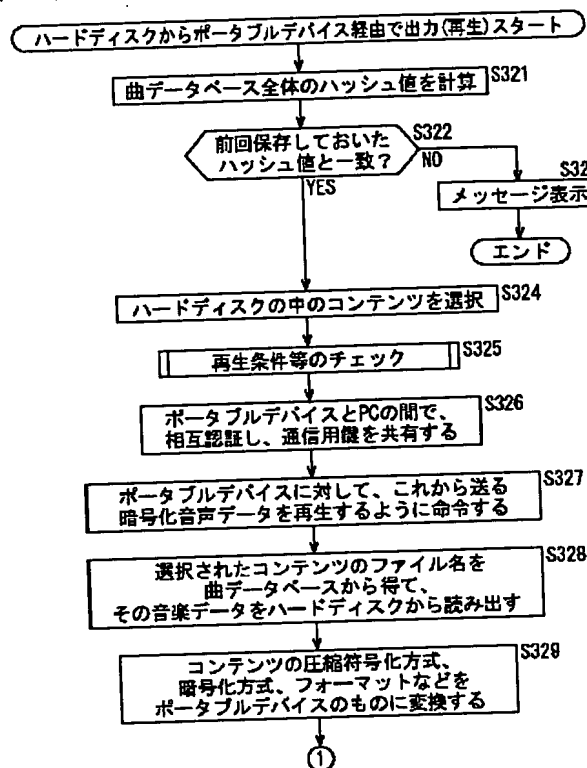 ハードディスクからポータブルデバイス経由で出力(再生)スタート
曲データベース全体のハッシュ値を計算
S321
前回保存しておいた
ハッシュ値と一致？
S322
NO
YES
S32
メッセージ表示
エンド
ハードディスクの中のコンテンツを選択
S324
再生条件等のチェック
S325
ポータブルデバイスとPCの間で、
相互認証し、通信用鍵を共有する
S326
ポータブルデバイスに対して、これから送る
暗号化音声データを再生するように命令する
S327
選択されたコンテンツのファイル名を
曲データベースから得て、
その音楽データをハードディスクから読み出す
S328
コンテンツの圧縮符号化方式、
暗号化方式、フォーマットなどを
ポータブルデバイスのものに変換する
S329
①